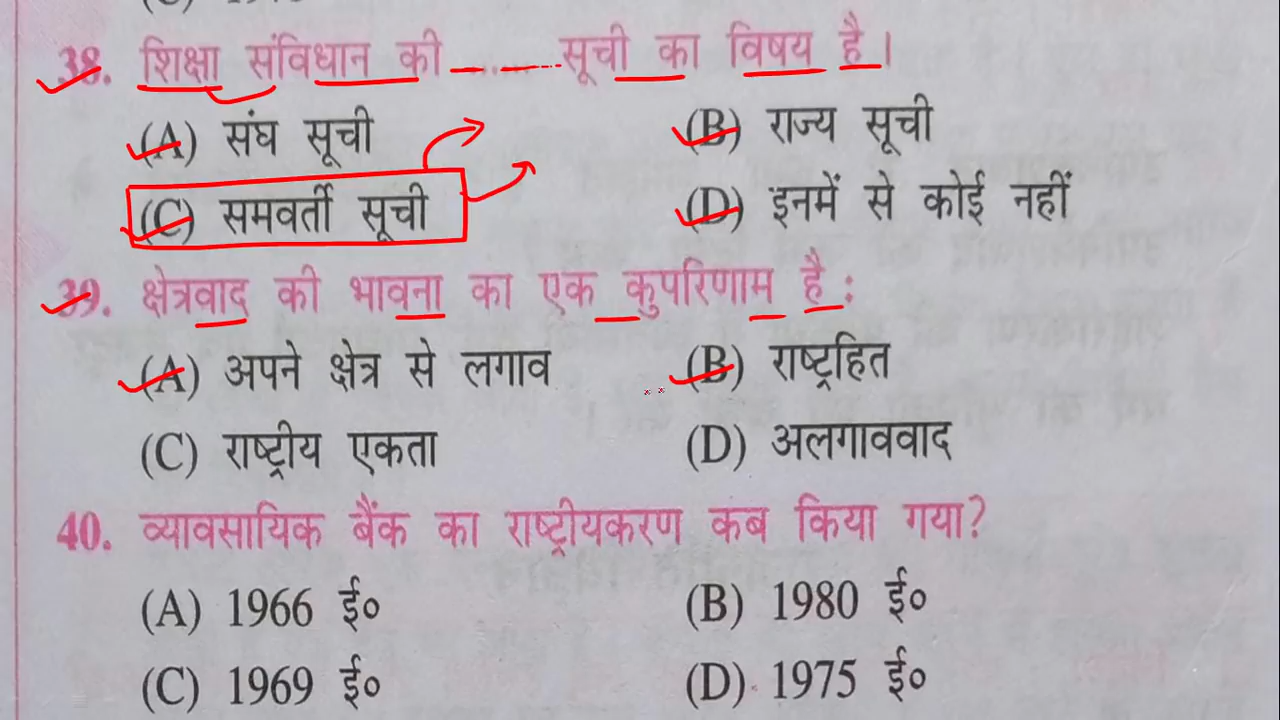 38. शिक्षा संविधान की ........... सूची का विषय है।
(A) संघ सूची (B) राज्य सूची
(C) समवर्ती सूची (D) इनमें से कोई नहीं
39. क्षेत्रवाद की भावना का एक कुपरिणाम है :
(A) अपने क्षेत्र से लगाव (B) राष्ट्रहित
(C) राष्ट्रीय एकता (D) अलगाववाद
40. व्यावसायिक बैंक का राष्ट्रीयकरण कब किया गया?
(A) 1966 ई० (B) 1980 ई०
(C) 1969 ई० (D) 1975 ई०